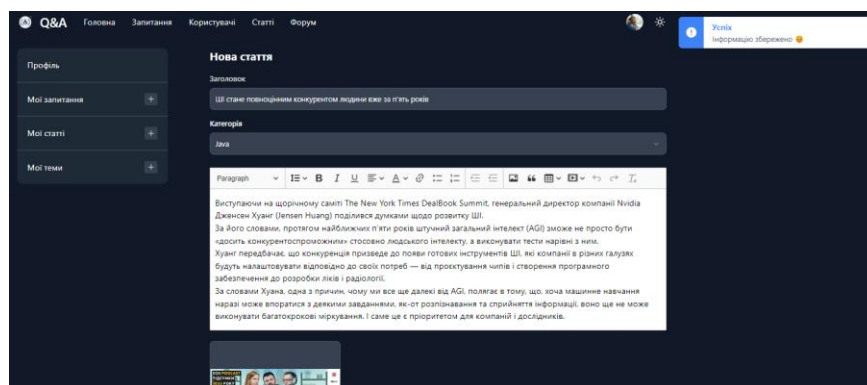 Q&A Головна Запитання Користувачі Статті Форум
Успіх
Інформацію збережено
Профіль
Мої запитання +
Мої статті +
Мої теми +
Нова стаття
Заголовок
ШІ стане повноцінним конкурентом людини вже за п'ять років
Категорія
Java
Paragraph
Виступаючи на щорічному саміті The New York Times DealBook Summit, генеральний директор компанії Nvidia
Дженсен Хуанг (Jensen Huang) поділився думками щодо розвитку ШІ.
За його словами, протягом найближчих п'яти років штучний загальний інтелект (AGI) зможе не просто бути
«досить конкурентоспроможним» стосовно людського інтелекту, а виконувати тести нарівні з ним.
Хуанг передбачає, що конкуренція призведе до появи готових інструментів ШІ, які компанії в різних галузях
будуть налаштовувати відповідно до своїх потреб — від проєктування чипів і створення програмного
забезпечення до розробки ліків і радіології.
За словами Хуанга, одна з причин, чому ми все ще далекі від AGI, полягає в тому, що, хоча машинне навчання
наразі може впоратися з деякими завданнями, як-от розпізнавання та сприйняття інформації, воно ще не може
виконувати багатокрокові міркування. І саме це є пріоритетом для компаній і дослідників.